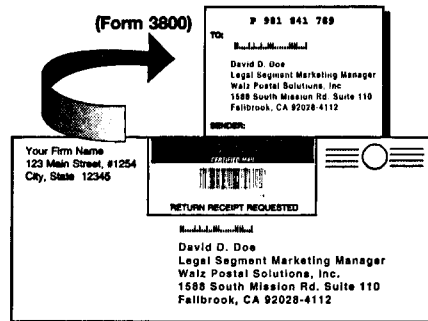 (Form 3800)
P 981 841 789
TO:
David D. Doe
Legal Segment Marketing Manager
Walz Postal Solutions, Inc
1588 South Mission Rd. Suite 110
Fallbrook, CA 92028-4112
SENDER:
Your Firm Name
123 Main Street, #1254
City, State 12345
CERTIFIED MAIL
RETURN RECEIPT REQUESTED
David D. Doe
Legal Segment Marketing Manager
Walz Postal Solutions, Inc.
1588 South Mission Rd. Suite 110
Fallbrook, CA 92028-4112